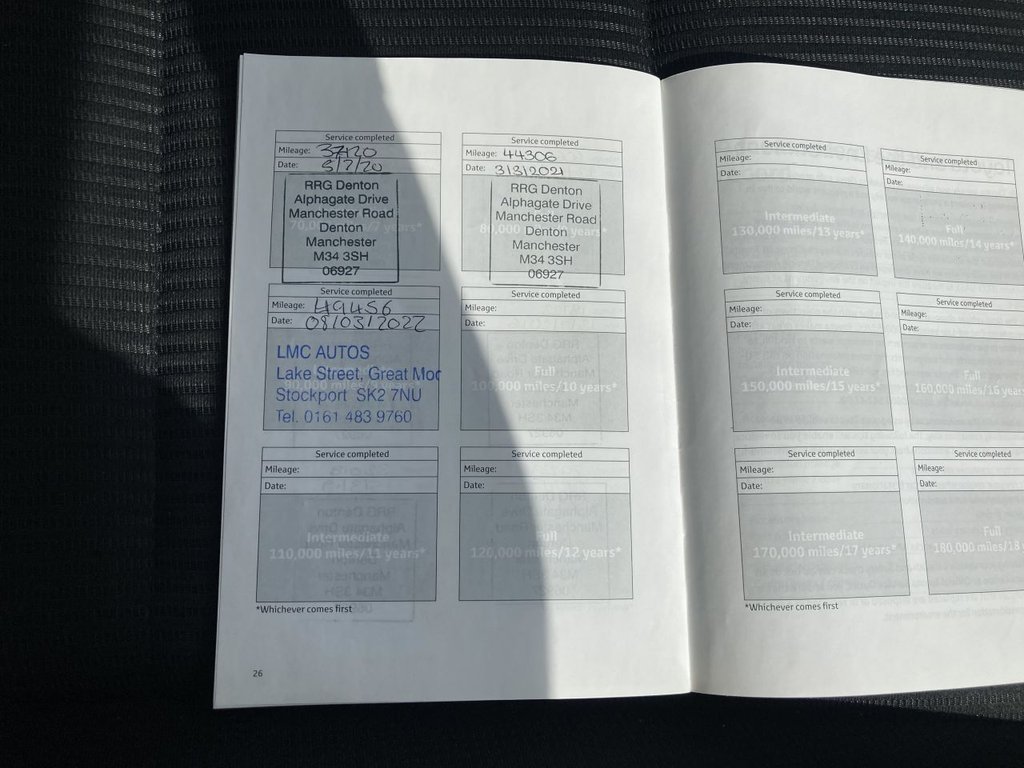 Service completed
Mileage: 37120
Date: 3/7/20
RRG Denton
Alphagate Drive
Manchester Road
Denton
Manchester
M34 3SH
06927
Service completed
Mileage: 44306
Date: 3/3/2021
RRG Denton
Alphagate Drive
Manchester Road
Denton
Manchester
M34 3SH
06927
Service completed
Mileage: 49456
Date: 08/03/2022
LMC AUTOS
Lake Street, Great Mor
Stockport SK2 7NU
Tel. 0161 483 9760
Service completed
Mileage:
Date:
Full
100,000 miles/10 years*
Service completed
Mileage:
Date:
Intermediate
110,000 miles/11 years*
Service completed
Mileage:
Date:
Full
120,000 miles/12 years*
*Whichever comes first
26
Service completed
Mileage:
Date:
Intermediate
130,000 miles/13 years*
Service completed
Mileage:
Date:
Full
140,000 miles/14 years*
Service completed
Mileage:
Date:
Intermediate
150,000 miles/15 years*
Service completed
Mileage:
Date:
Full
160,000 miles/16 years
Service completed
Mileage:
Date:
Intermediate
170,000 miles/17 years*
Service completed
Mileage:
Date:
Full
180,000 miles/18
*Whichever comes first